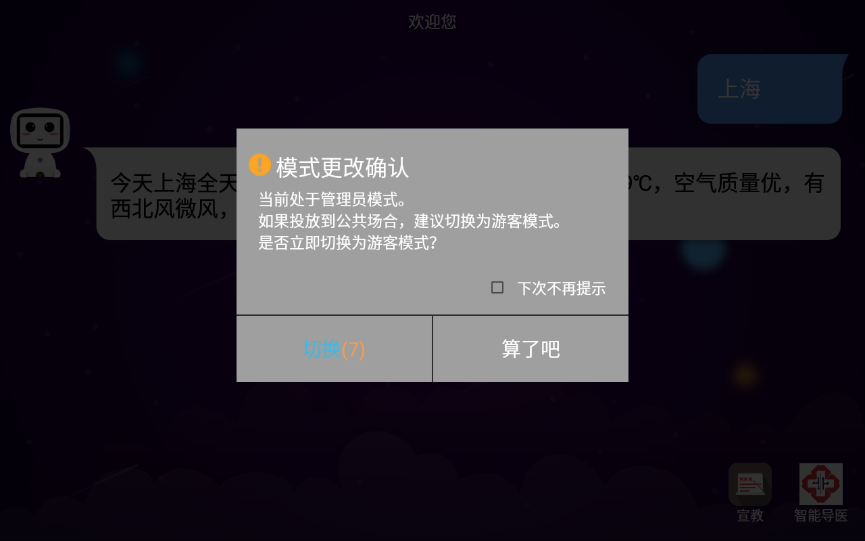 欢迎您
上海
今天上海全天
9℃，空气质量优，有
西北风微风，
模式更改确认
当前处于管理员模式。
如果投放到公共场合，建议切换为游客模式。
是否立即切换为游客模式？
下次不再提示
切换(7)
算了吧
宣教
智能导医